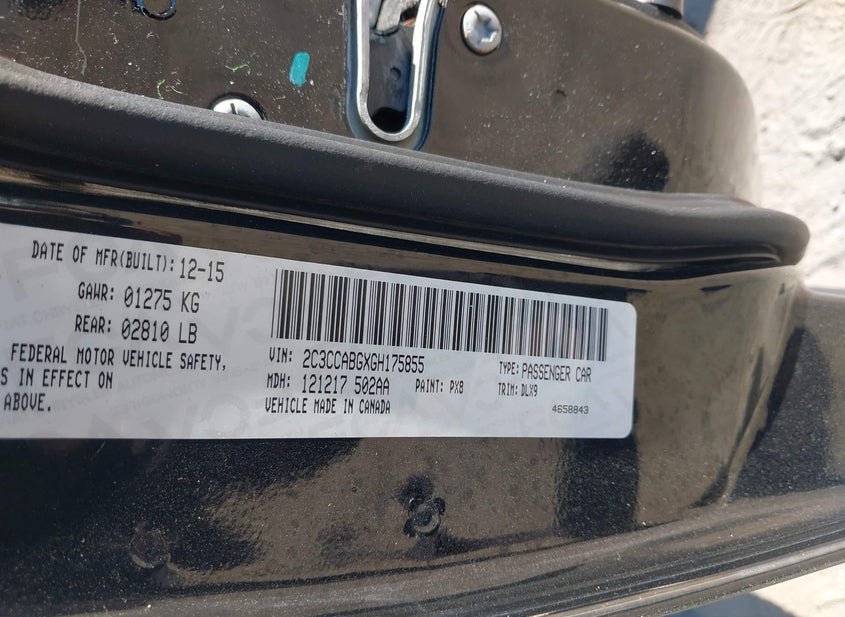 DATE OF MFR(BUILT): 12-15
GAWR: 01275 KG
REAR: 02810 LB
FEDERAL MOTOR VEHICLE SAFETY,
S IN EFFECT ON
ABOVE.
VIN: 2C3CCABGXGH175855
TYPE: PASSENGER CAR
MDH: 121217 502AA
PAINT: PX8
TRIM: DLX9
VEHICLE MADE IN CANADA
4658843